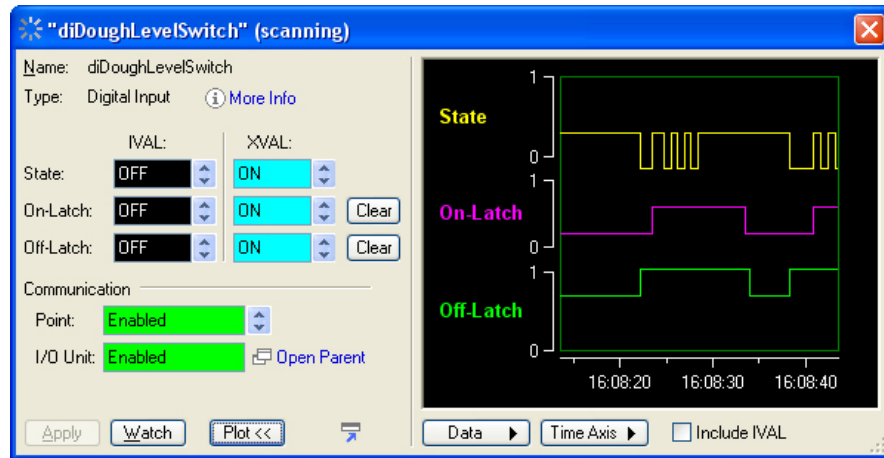 "diDoughLevelSwitch" (scanning)
Name: diDoughLevelSwitch
Type: Digital Input i More Info
IVAL: XVAL:
State: OFF ON
On-Latch: OFF ON Clear
Off-Latch: OFF ON Clear
Communication
Point: Enabled
I/O Unit: Enabled Open Parent
Apply Watch Plot <<
1
State
0
1
On-Latch
0
1
Off-Latch
0
16:08:20 16:08:30 16:08:40
Data Time Axis Include IVAL